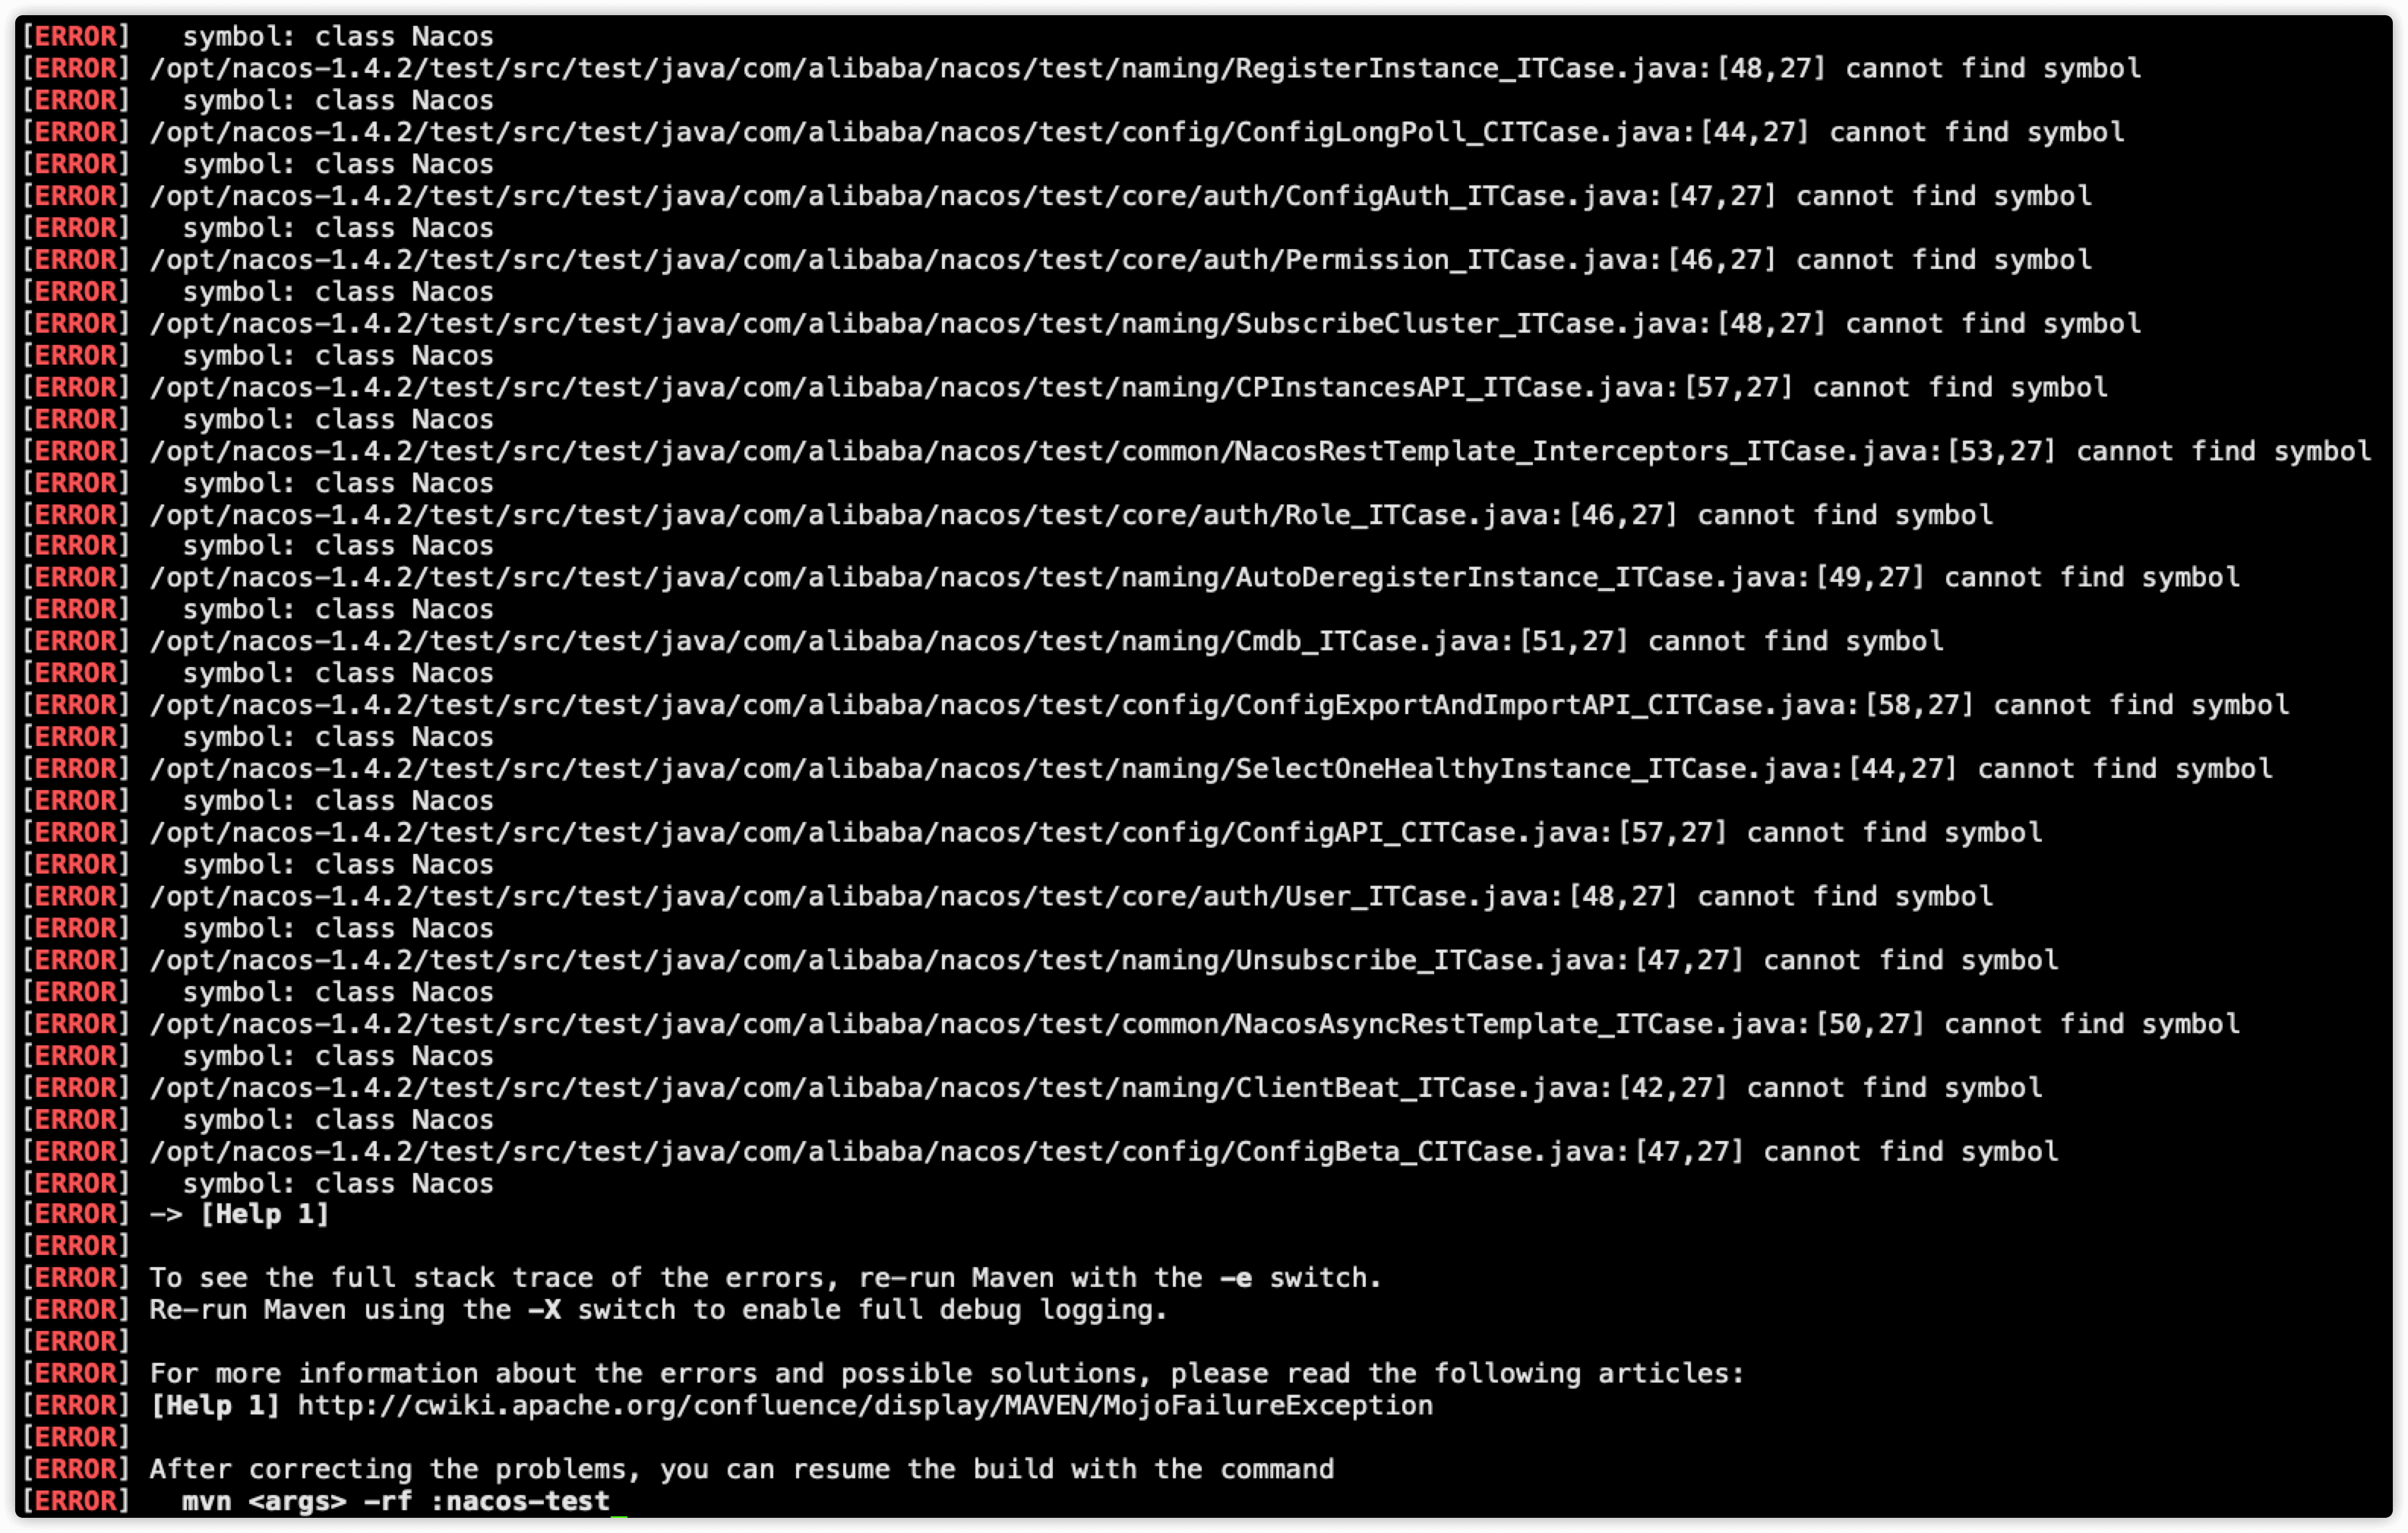 [ERROR]   symbol: class Nacos
[ERROR] /opt/nacos-1.4.2/test/src/test/java/com/alibaba/nacos/test/naming/RegisterInstance_ITCase.java:[48,27] cannot find symbol
[ERROR]   symbol: class Nacos
[ERROR] /opt/nacos-1.4.2/test/src/test/java/com/alibaba/nacos/test/config/ConfigLongPoll_CITCase.java:[44,27] cannot find symbol
[ERROR]   symbol: class Nacos
[ERROR] /opt/nacos-1.4.2/test/src/test/java/com/alibaba/nacos/test/core/auth/ConfigAuth_ITCase.java:[47,27] cannot find symbol
[ERROR]   symbol: class Nacos
[ERROR] /opt/nacos-1.4.2/test/src/test/java/com/alibaba/nacos/test/core/auth/Permission_ITCase.java:[46,27] cannot find symbol
[ERROR]   symbol: class Nacos
[ERROR] /opt/nacos-1.4.2/test/src/test/java/com/alibaba/nacos/test/naming/SubscribeCluster_ITCase.java:[48,27] cannot find symbol
[ERROR]   symbol: class Nacos
[ERROR] /opt/nacos-1.4.2/test/src/test/java/com/alibaba/nacos/test/naming/CPInstancesAPI_ITCase.java:[57,27] cannot find symbol
[ERROR]   symbol: class Nacos
[ERROR] /opt/nacos-1.4.2/test/src/test/java/com/alibaba/nacos/test/common/NacosRestTemplate_Interceptors_ITCase.java:[53,27] cannot find symbol
[ERROR]   symbol: class Nacos
[ERROR] /opt/nacos-1.4.2/test/src/test/java/com/alibaba/nacos/test/core/auth/Role_ITCase.java:[46,27] cannot find symbol
[ERROR]   symbol: class Nacos
[ERROR] /opt/nacos-1.4.2/test/src/test/java/com/alibaba/nacos/test/naming/AutoDeregisterInstance_ITCase.java:[49,27] cannot find symbol
[ERROR]   symbol: class Nacos
[ERROR] /opt/nacos-1.4.2/test/src/test/java/com/alibaba/nacos/test/naming/Cmdb_ITCase.java:[51,27] cannot find symbol
[ERROR]   symbol: class Nacos
[ERROR] /opt/nacos-1.4.2/test/src/test/java/com/alibaba/nacos/test/config/ConfigExportAndImportAPI_CITCase.java:[58,27] cannot find symbol
[ERROR]   symbol: class Nacos
[ERROR] /opt/nacos-1.4.2/test/src/test/java/com/alibaba/nacos/test/naming/SelectOneHealthyInstance_ITCase.java:[44,27] cannot find symbol
[ERROR]   symbol: class Nacos
[ERROR] /opt/nacos-1.4.2/test/src/test/java/com/alibaba/nacos/test/config/ConfigAPI_CITCase.java:[57,27] cannot find symbol
[ERROR]   symbol: class Nacos
[ERROR] /opt/nacos-1.4.2/test/src/test/java/com/alibaba/nacos/test/core/auth/User_ITCase.java:[48,27] cannot find symbol
[ERROR]   symbol: class Nacos
[ERROR] /opt/nacos-1.4.2/test/src/test/java/com/alibaba/nacos/test/naming/Unsubscribe_ITCase.java:[47,27] cannot find symbol
[ERROR]   symbol: class Nacos
[ERROR] /opt/nacos-1.4.2/test/src/test/java/com/alibaba/nacos/test/common/NacosAsyncRestTemplate_ITCase.java:[50,27] cannot find symbol
[ERROR]   symbol: class Nacos
[ERROR] /opt/nacos-1.4.2/test/src/test/java/com/alibaba/nacos/test/naming/ClientBeat_ITCase.java:[42,27] cannot find symbol
[ERROR]   symbol: class Nacos
[ERROR] /opt/nacos-1.4.2/test/src/test/java/com/alibaba/nacos/test/config/ConfigBeta_CITCase.java:[47,27] cannot find symbol
[ERROR]   symbol: class Nacos
[ERROR] -> [Help 1]
[ERROR]
[ERROR] To see the full stack trace of the errors, re-run Maven with the -e switch.
[ERROR] Re-run Maven using the -X switch to enable full debug logging.
[ERROR]
[ERROR] For more information about the errors and possible solutions, please read the following articles:
[ERROR] [Help 1] http://cwiki.apache.org/confluence/display/MAVEN/MojoFailureException
[ERROR]
[ERROR] After correcting the problems, you can resume the build with the command
[ERROR]   mvn <args> -rf :nacos-test